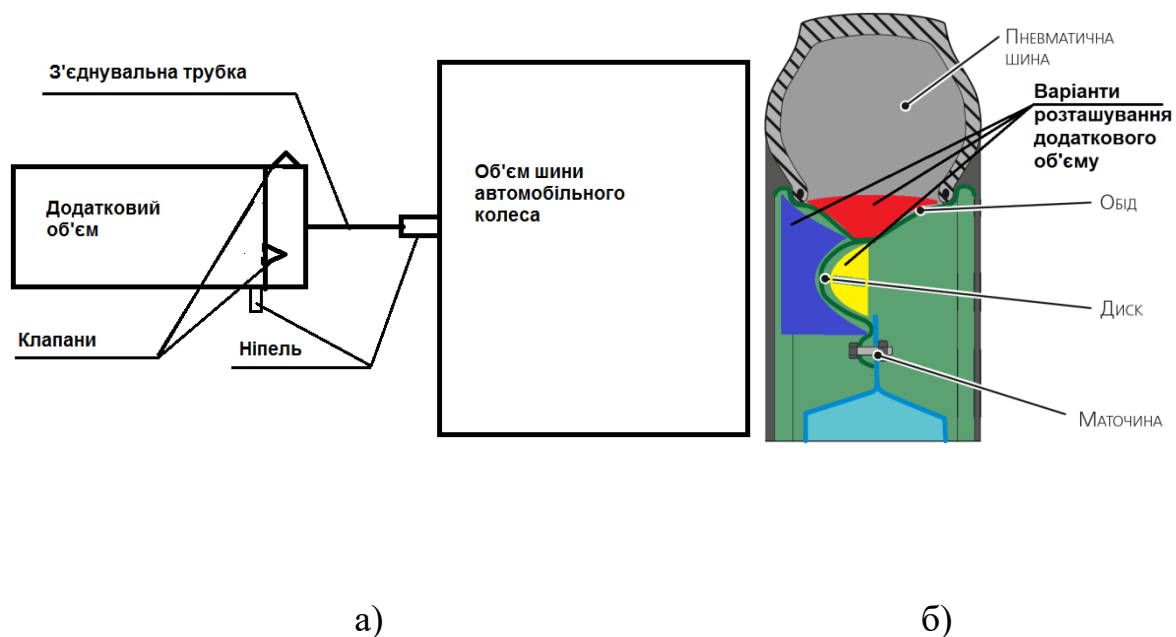 З'єднувальна трубка
Додатковий
об'єм
Об'єм шини
автомобільного
колеса
Клапани
Ніпель
Пневматична
шина
Варіанти
розташування
додаткового
об'єму
Обід
Диск
Маточина
а)
б)